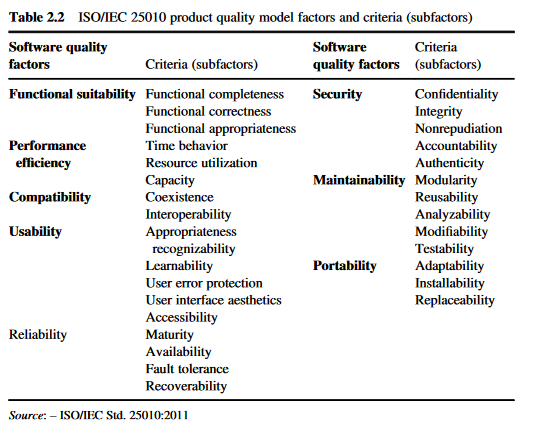 Table 2.2 ISO/IEC 25010 product quality model factors and criteria (subfactors)
Software quality factors Criteria (subfactors)
Functional suitability Functional completeness
Functional correctness
Functional appropriateness
Performance efficiency Time behavior
Resource utilization
Capacity
Compatibility Coexistence
Interoperability
Usability Appropriateness
recognizability
Learnability
User error protection
User interface aesthetics
Accessibility
Reliability Maturity
Availability
Fault tolerance
Recoverability
Software quality factors Criteria (subfactors)
Security Confidentiality
Integrity
Nonrepudiation
Accountability
Authenticity
Maintainability Modularity
Reusability
Analyzability
Modifiability
Testability
Portability Adaptability
Installability
Replaceability
Source: – ISO/IEC Std. 25010:2011